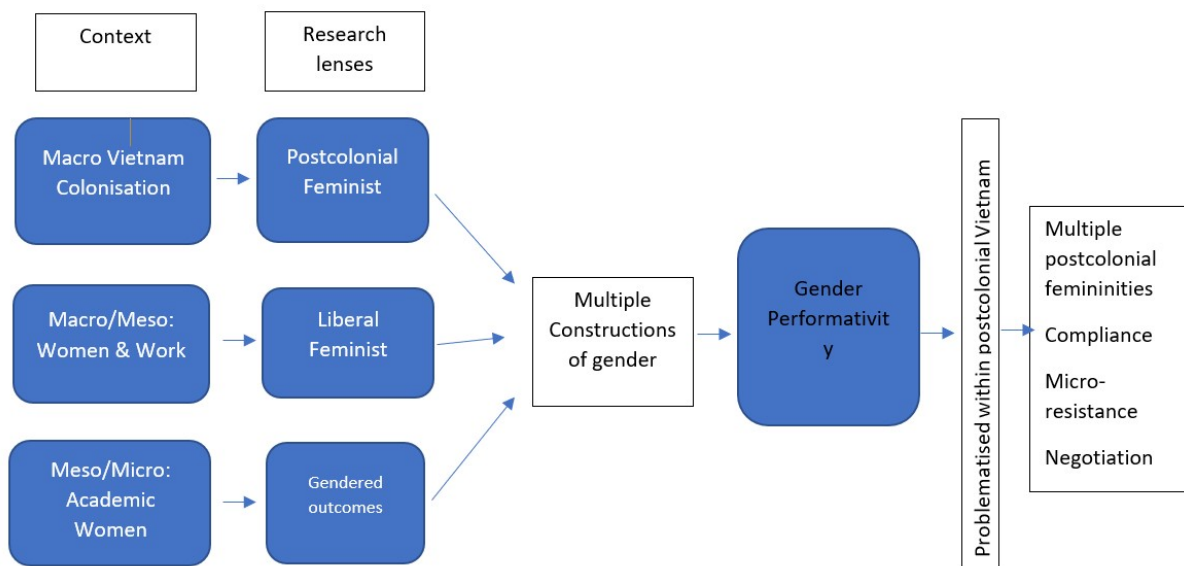 Context
Research
lenses
Macro Vietnam
Colonisation
Postcolonial
Feminist
Macro/Meso:
Women & Work
Liberal
Feminist
Meso/Micro:
Academic
Women
Gendered
outcomes
Multiple
Constructions
of gender
Gender
Performativit
y
Problematised within postcolonial Vietnam
Multiple
postcolonial
femininities
Compliance
Micro-
resistance
Negotiation